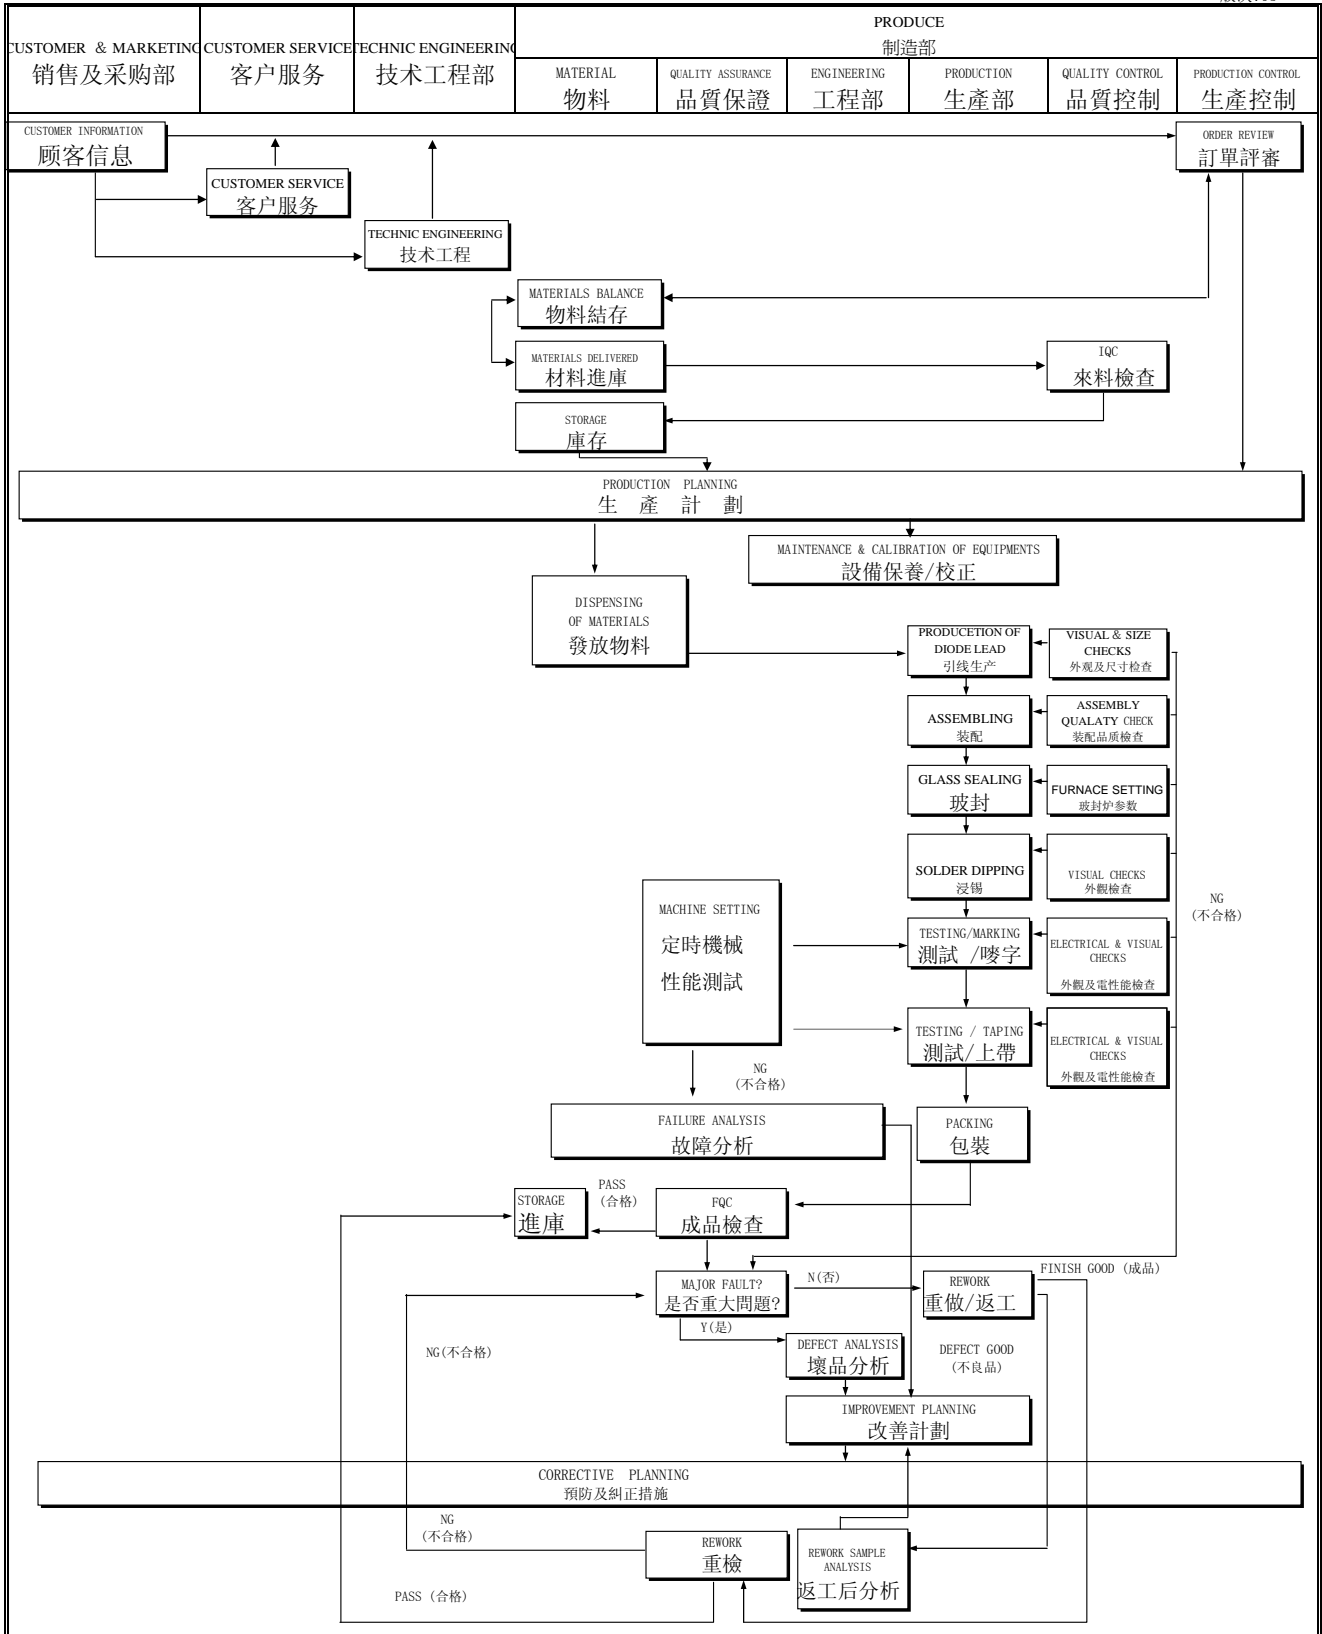 PRODUCE
制造部
CUSTOMER & MARKETING
销售及采购部
CUSTOMER SERVICE
客户服务
TECHNIC ENGINEERING
技术工程部
MATERIAL
物料
QUALITY ASSURANCE
品質保證
ENGINEERING
工程部
PRODUCTION
生產部
QUALITY CONTROL
品質控制
PRODUCTION CONTROL
生產控制
CUSTOMER INFORMATION
顾客信息
ORDER REVIEW
訂單評審
CUSTOMER SERVICE
客户服务
TECHNIC ENGINEERING
技术工程
MATERIALS BALANCE
物料結存
MATERIALS DELIVERED
材料進庫
IQC
來料檢查
STORAGE
庫存
PRODUCTION PLANNING
生 產 計 劃
MAINTENANCE & CALIBRATION OF EQUIPMENTS
設備保養/校正
DISPENSING
OF MATERIALS
發放物料
PRODUCETION OF
DIODE LEAD
引线生产
VISUAL & SIZE
CHECKS
外观及尺寸检查
ASSEMBLING
装配
ASSEMBLY
QUALATY CHECK
装配品质檢查
GLASS SEALING
玻封
FURNACE SETTING
玻封炉参数
SOLDER DIPPING
浸锡
VISUAL CHECKS
外觀檢查
NG
(不合格)
MACHINE SETTING
定時機械
性能測試
TESTING/MARKING
測試 /嘜字
ELECTRICAL & VISUAL
CHECKS
外觀及電性能檢查
TESTING / TAPING
測試/上帶
ELECTRICAL & VISUAL
CHECKS
外觀及電性能檢查
NG
(不合格)
FAILURE ANALYSIS
故障分析
PACKING
包裝
STORAGE
進庫
PASS
(合格)
FQC
成品檢查
MAJOR FAULT?
是否重大問題?
N(否)
REWORK
重做/返工
FINISH GOOD (成品)
Y(是)
DEFECT ANALYSIS
壞品分析
DEFECT GOOD
(不良品)
NG(不合格)
IMPROVEMENT PLANNING
改善計劃
CORRECTIVE PLANNING
預防及糾正措施
NG
(不合格)
REWORK
重檢
REWORK SAMPLE
ANALYSIS
返工后分析
PASS (合格)